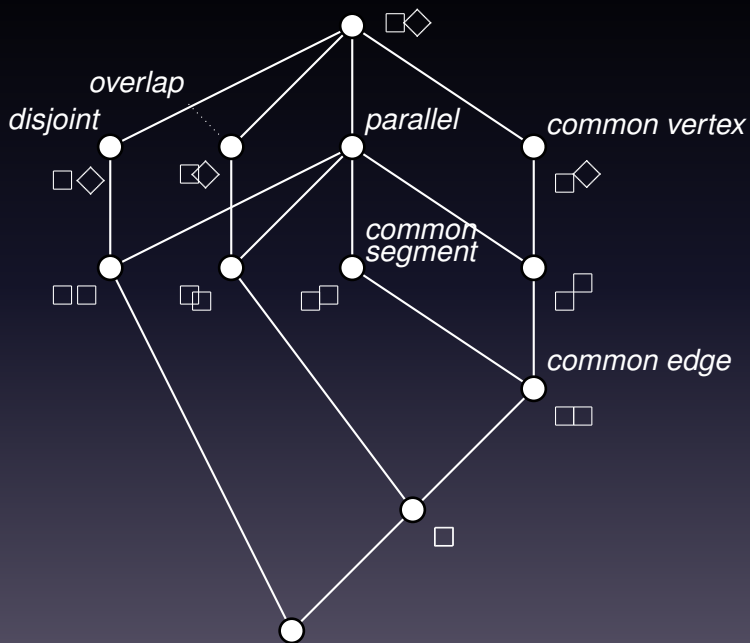 overlap
disjoint
parallel
common vertex
common
segment
common edge